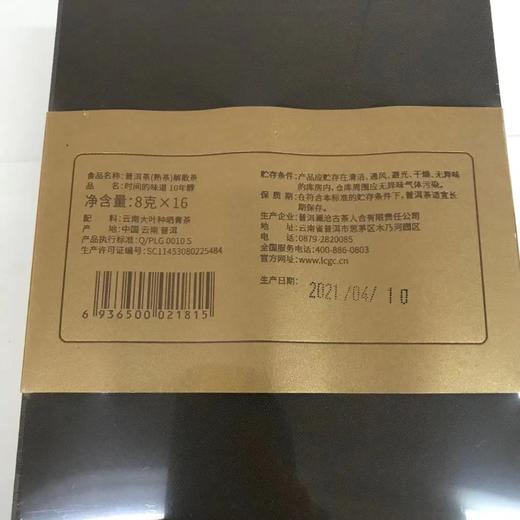 食品名称:普洱茶(熟茶)解散茶
品 名:时间的味道 10年醇
净含量:8克×16
配 料:云南大叶种晒青茶
产 地:中国 云南 普洱
产品执行标准:Q/PLG 0010 S
生产许可证编号:SC11453080225484
6 936500 021815
贮存条件:产品应贮存在清洁、通风、避光、干燥、无异味
的库房内,仓库周围应无异味气体污染。
保 质 期:在符合本标准的贮存条件下,普洱茶适宜长
期保存。
生产企业:普洱澜沧古茶人合有限责任公司
地 址:云南省普洱市思茅区木乃河园区
电 话:0879-2820085
全国服务电话:400-886-0803
官 网:www.lcgc.cn
生产日期:
2021/04/10